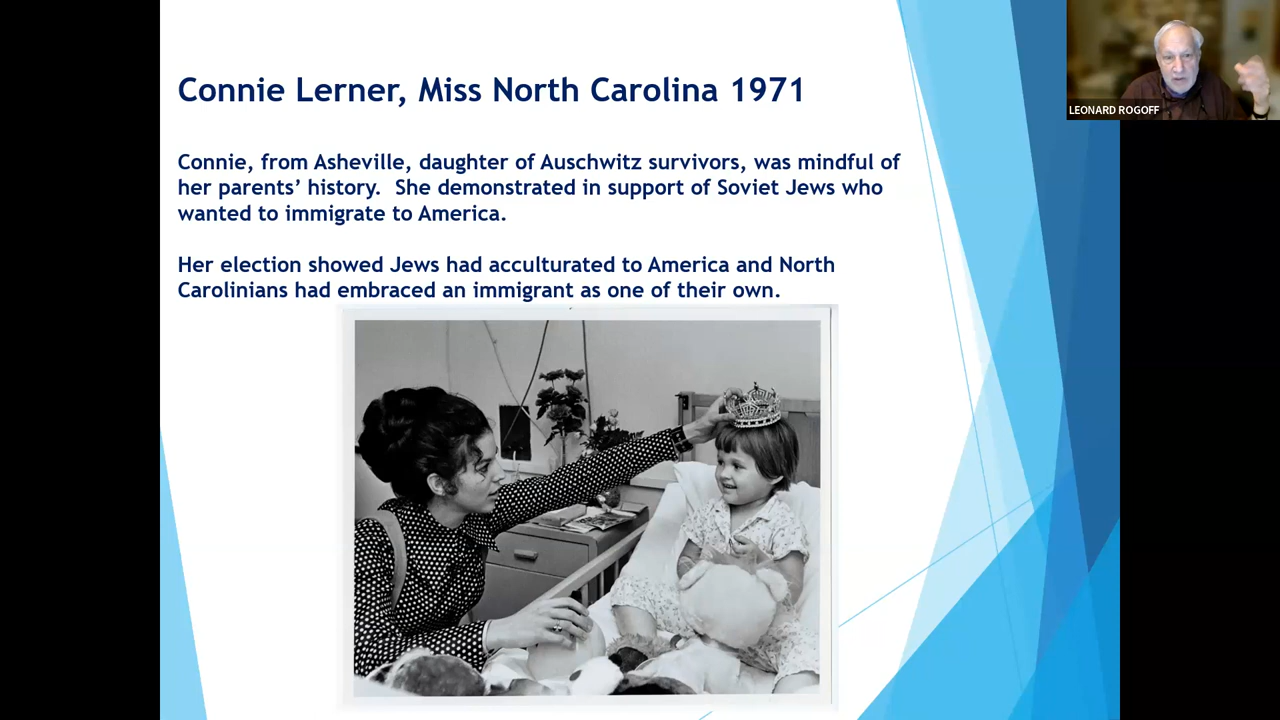 Connie Lerner, Miss North Carolina 1971
Connie, from Asheville, daughter of Auschwitz survivors, was mindful of
her parents’ history.  She demonstrated in support of Soviet Jews who
wanted to immigrate to America.
Her election showed Jews had acculturated to America and North
Carolinians had embraced an immigrant as one of their own.
LEONARD ROGOFF